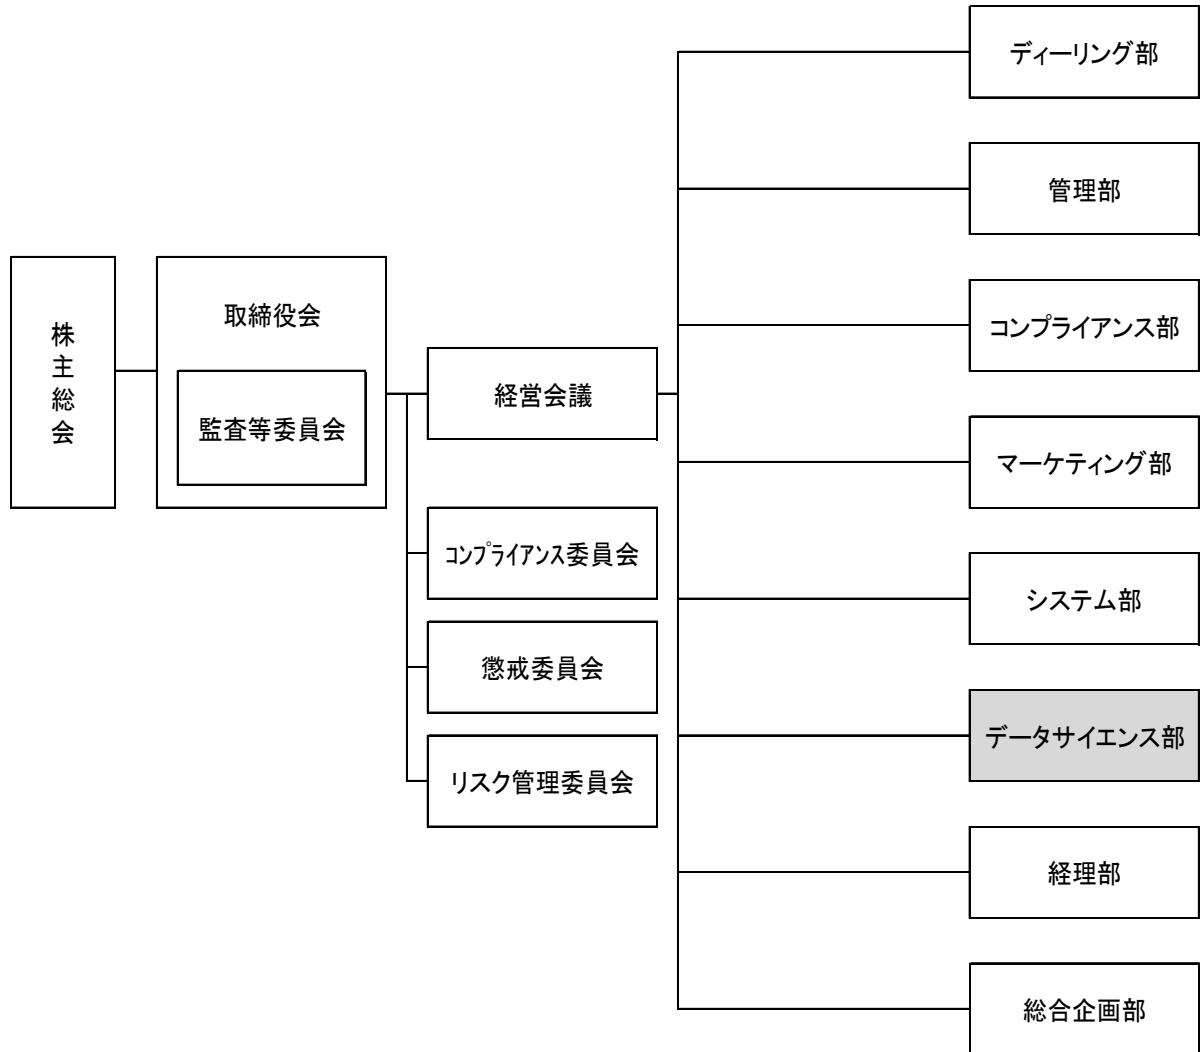 株主総会
取締役会
監査等委員会
経営会議
コンプライアンス委員会
懲戒委員会
リスク管理委員会
ディーリング部
管理部
コンプライアンス部
マーケティング部
システム部
データサイエンス部
経理部
総合企画部